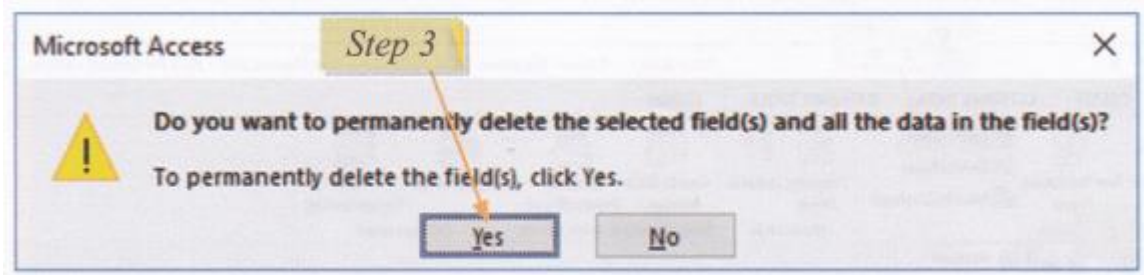 Microsoft Access
Step 3
Do you want to permanently delete the selected field(s) and all the data in the field(s)?
To permanently delete the field(s), click Yes.
Yes
No